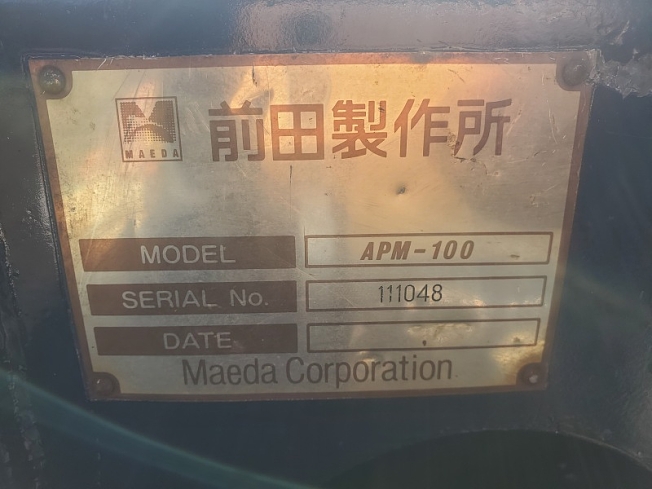 MAEDA
前田製作所
MODEL APM-100
SERIAL No. 111048
DATE
Maeda Corporation